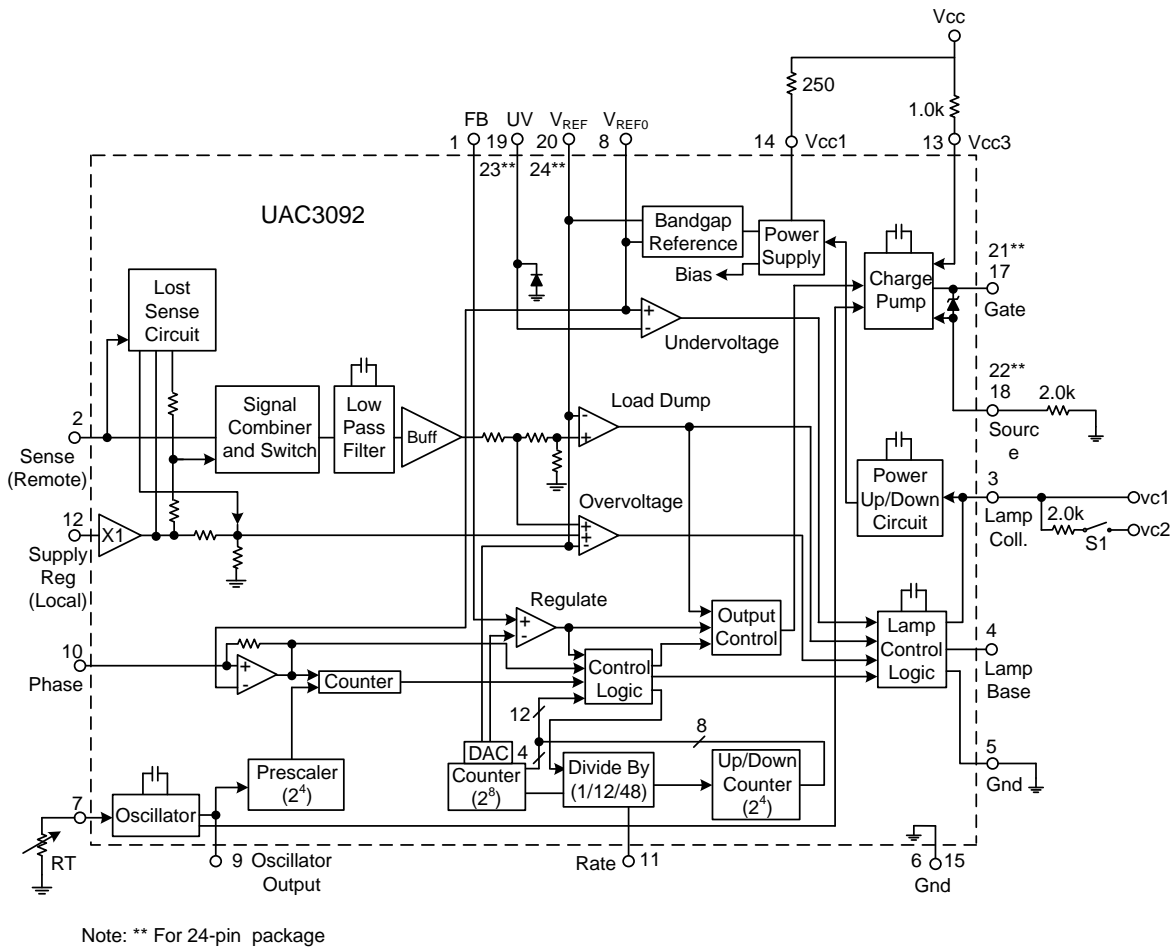 Vcc
250
1.0k
FB UV VREF VREF0
1 19 20 8 14 Vcc1 13 Vcc3
23** 24**
UAC3092
Bandgap
Reference
Power
Supply
Bias
Charge
Pump
21**
17
Gate
Lost
Sense
Circuit
Undervoltage
22**
18
2.0k
Sourc
e
2
Sense
(Remote)
Signal
Combiner
and Switch
Low
Pass
Filter
Buff
Load Dump
Power
Up/Down
Circuit
3
Lamp
Coll.
vc1
2.0k
S1
vc2
12
X1
Supply
Reg
(Local)
Overvoltage
Regulate
Output
Control
Lamp
Control
Logic
4
Lamp
Base
10
Phase
Counter
Control
Logic
12
8
4
DAC
Counter
(2^8)
Divide By
(1/12/48)
Up/Down
Counter
(2^4)
5
Gnd
Prescaler
(2^4)
7
Oscillator
RT
9 Oscillator
Output
Rate 11
6 15
Gnd
+
-
+
-
+
+
-
+
-
+
-
Note: ** For 24-pin package